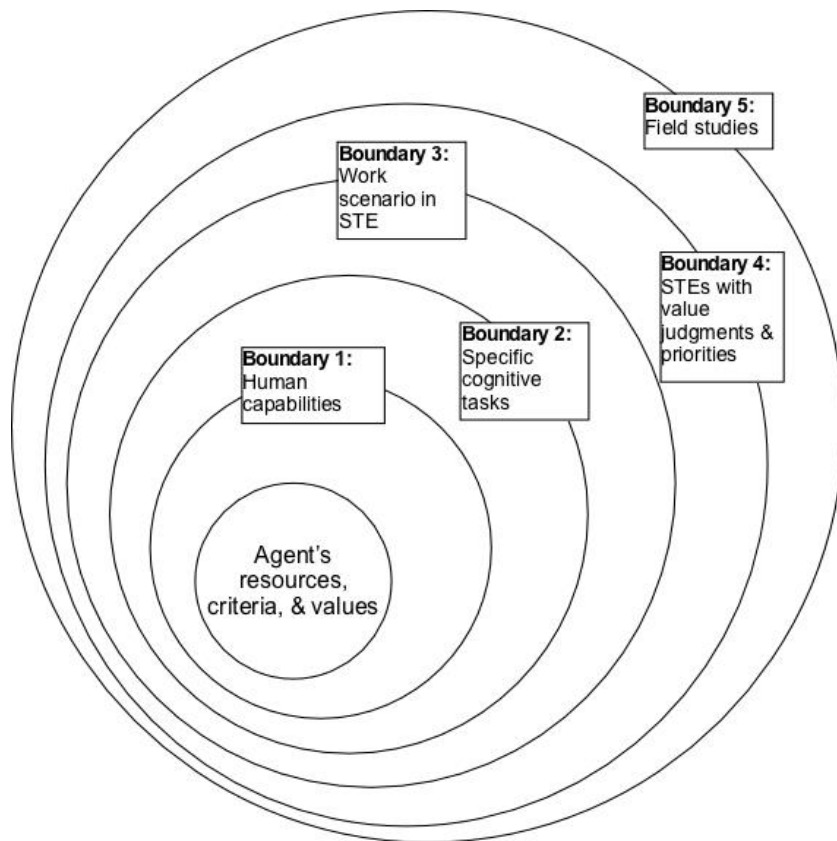 Boundary 5:
Field studies
Boundary 3:
Work
scenario in
STE
Boundary 4:
STEs with
value
judgments &
priorities
Boundary 2:
Specific
cognitive
tasks
Boundary 1:
Human
capabilities
Agent's
resources,
criteria, & values